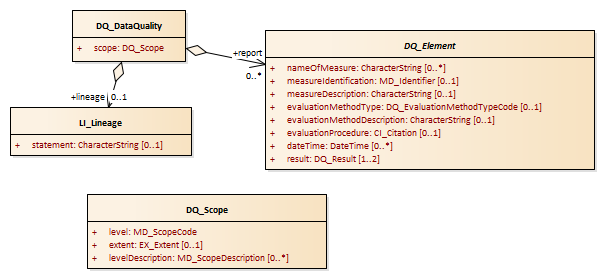 DQ_DataQuality
+ scope: DQ_Scope
+report
0..*
DQ_Element
+ nameOfMeasure: CharacterString [0..*]
+ measureIdentification: MD_Identifier [0..1]
+ measureDescription: CharacterString [0..1]
+ evaluationMethodType: DQ_EvaluationMethodTypeCode [0..1]
+ evaluationMethodDescription: CharacterString [0..1]
+ evaluationProcedure: CI_Citation [0..1]
+ dateTime: DateTime [0..*]
+ result: DQ_Result [1..2]
+lineage 0..1
LI_Lineage
+ statement: CharacterString [0..1]
DQ_Scope
+ level: MD_ScopeCode
+ extent: EX_Extent [0..1]
+ levelDescription: MD_ScopeDescription [0..*]